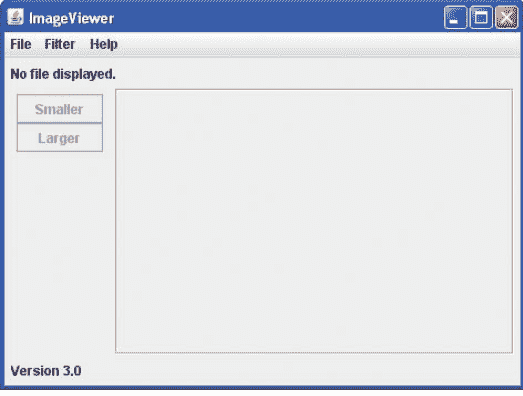 ImageViewer
File Filter Help
No file displayed.
Smaller
Larger
Version 3.0